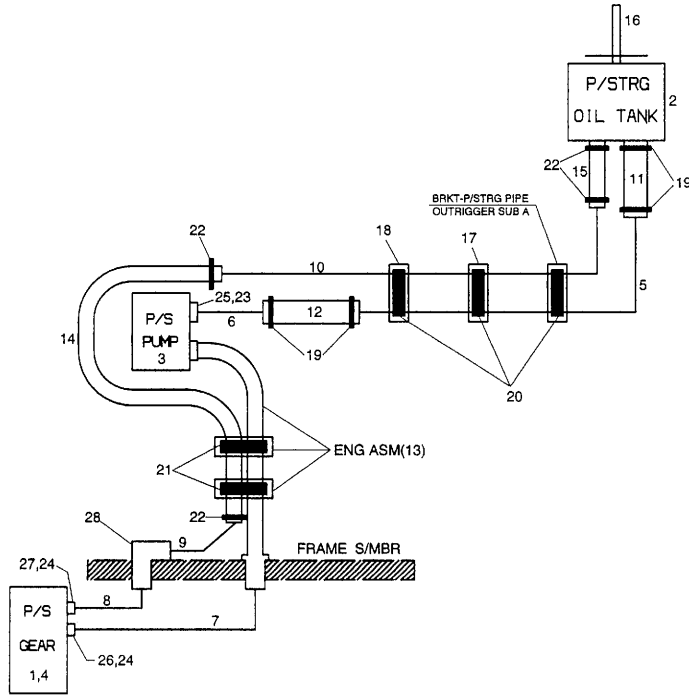 16
P/STRG
OIL TANK
2
22
15
11
19
BRKT-P/STRG PIPE
OUTRIGGER SUB A
18
17
22
10
5
25,23
6
12
P/S
PUMP
3
14
19
20
21
ENG ASM(13)
22
28
9
FRAME S/MBR
27,24
8
7
P/S
GEAR
1,4
26,24